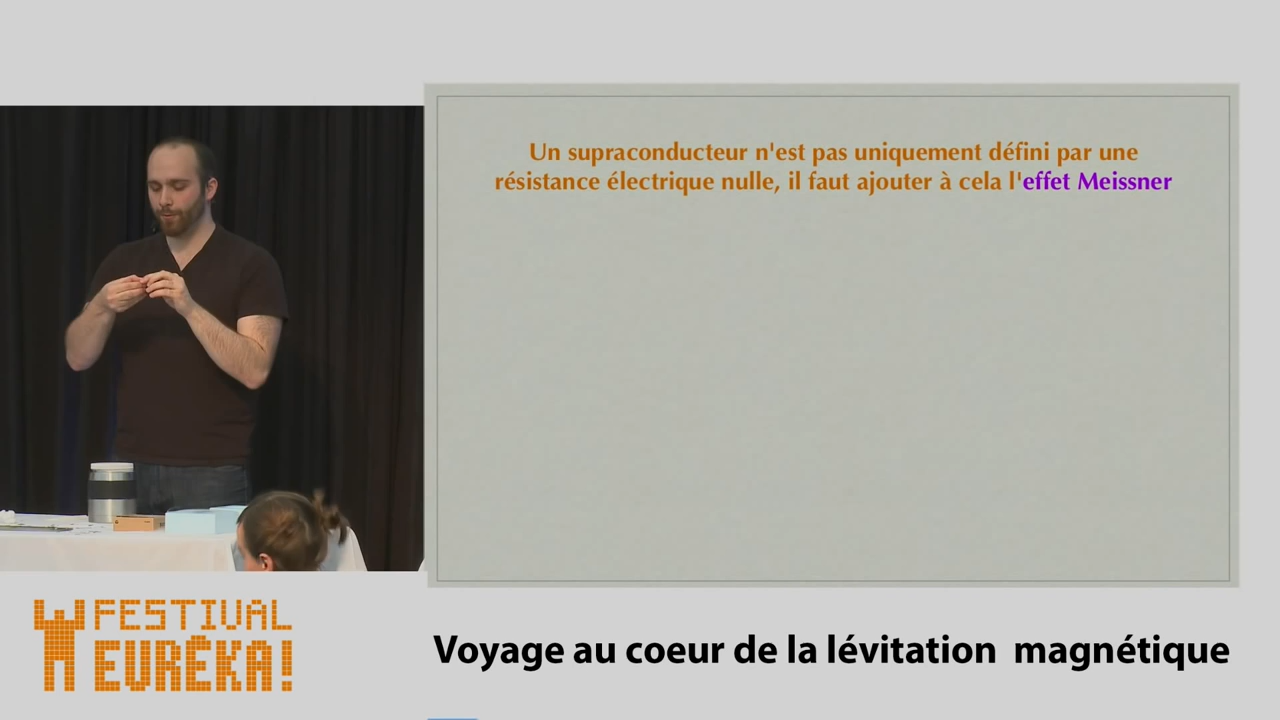 Un supraconducteur n'est pas uniquement défini par une
résistance électrique nulle, il faut ajouter à cela l'effet Meissner
FESTIVAL
EURÊKA!
Voyage au coeur de la lévitation magnétique